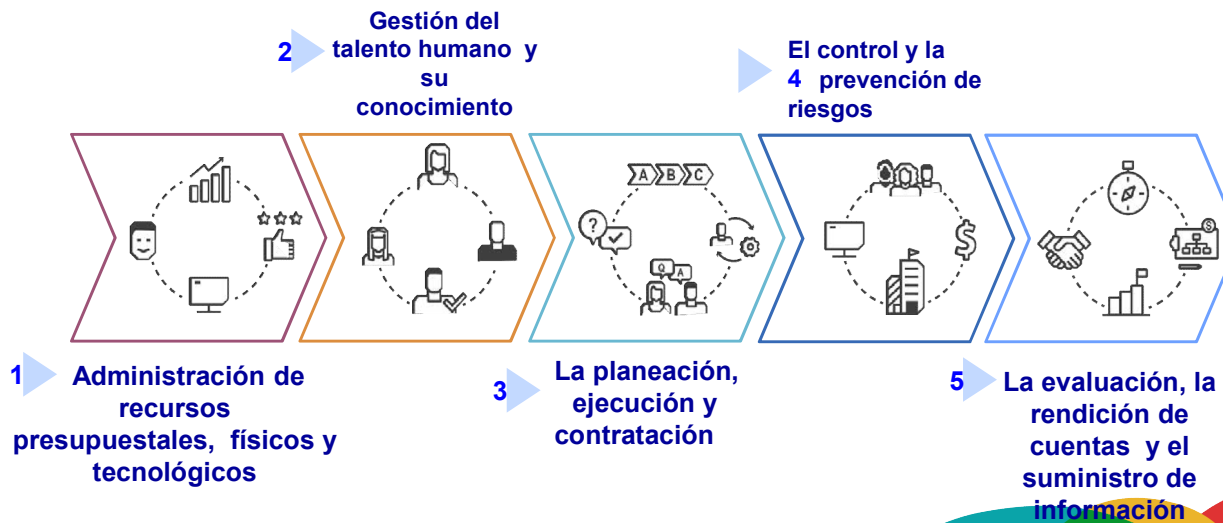 1
Administración de
recursos
presupuestales, físicos y
tecnológicos
2
Gestión del
talento humano y
su
conocimiento
A B C
?
Q A
3
La planeación,
ejecución y
contratación
El control y la
4 prevención de
riesgos
$
$
5
La evaluación, la
rendición de
cuentas y el
suministro de
información